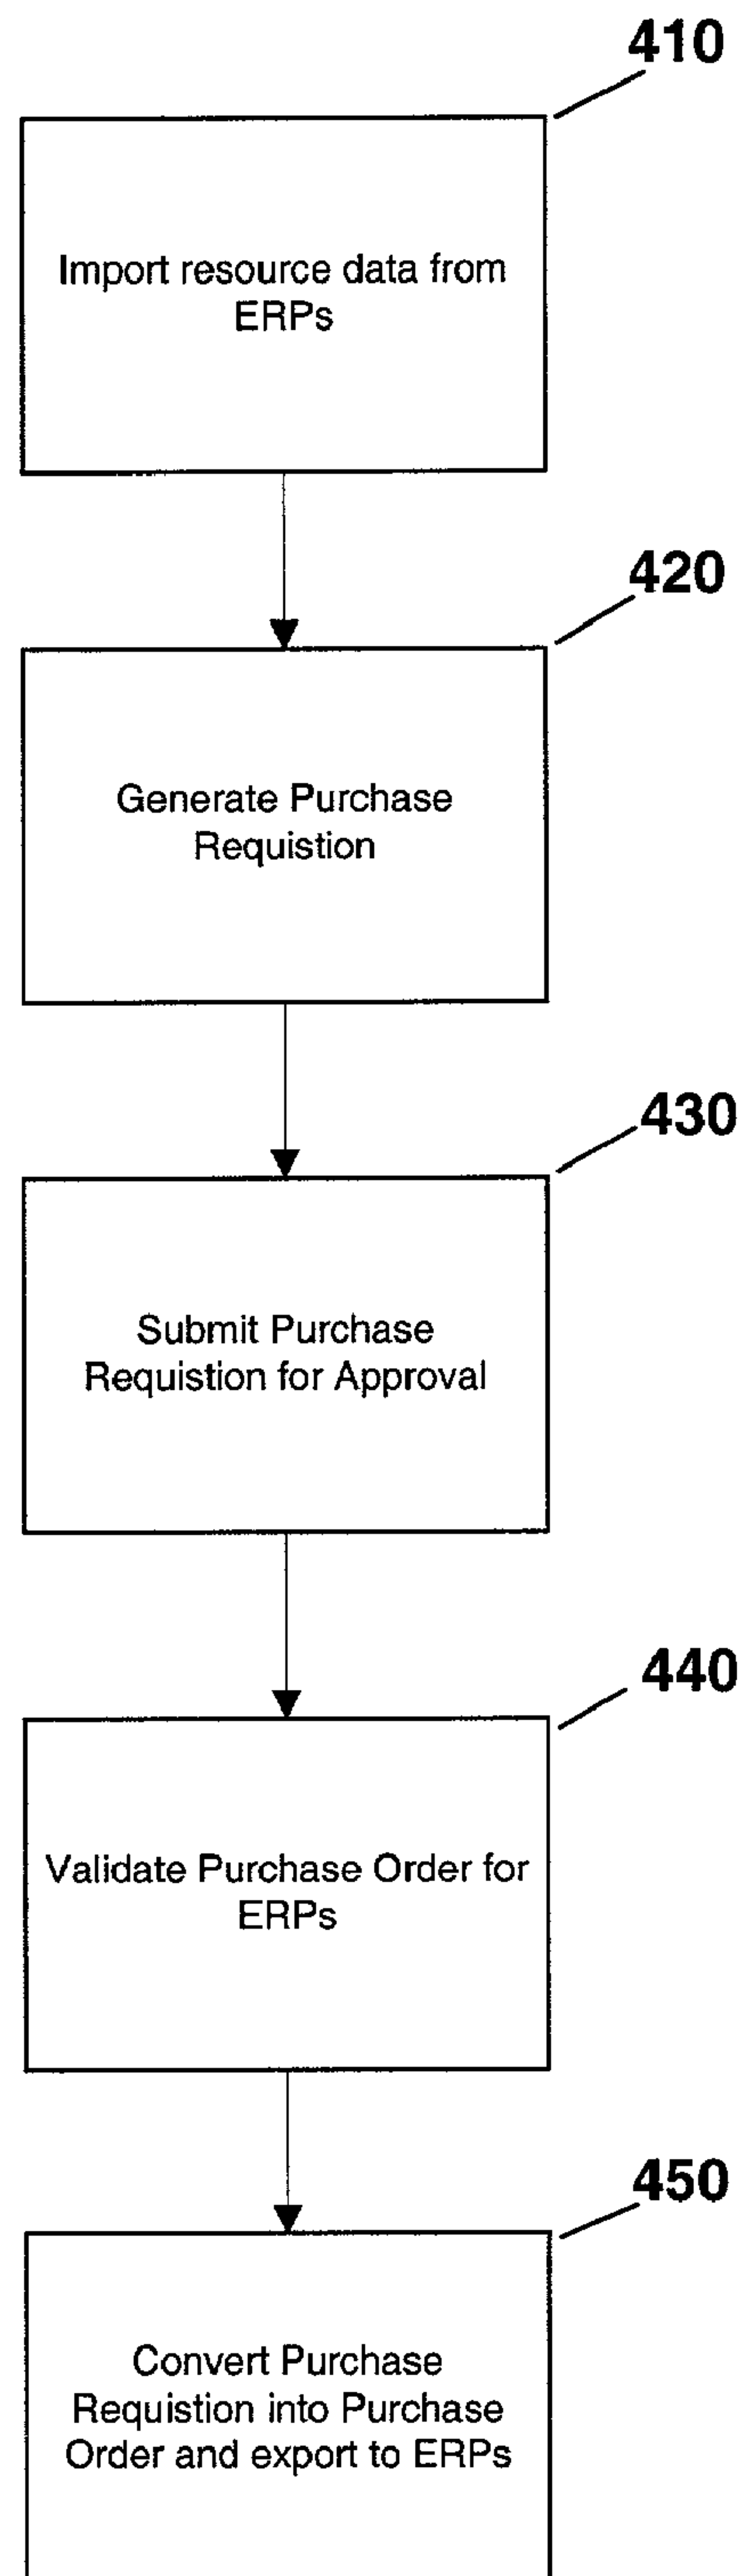 410
Import resource data from
ERPs
420
Generate Purchase
Requistion
430
Submit Purchase
Requistion for Approval
440
Validate Purchase Order for
ERPs
450
Convert Purchase
Requistion into Purchase
Order and export to ERPs